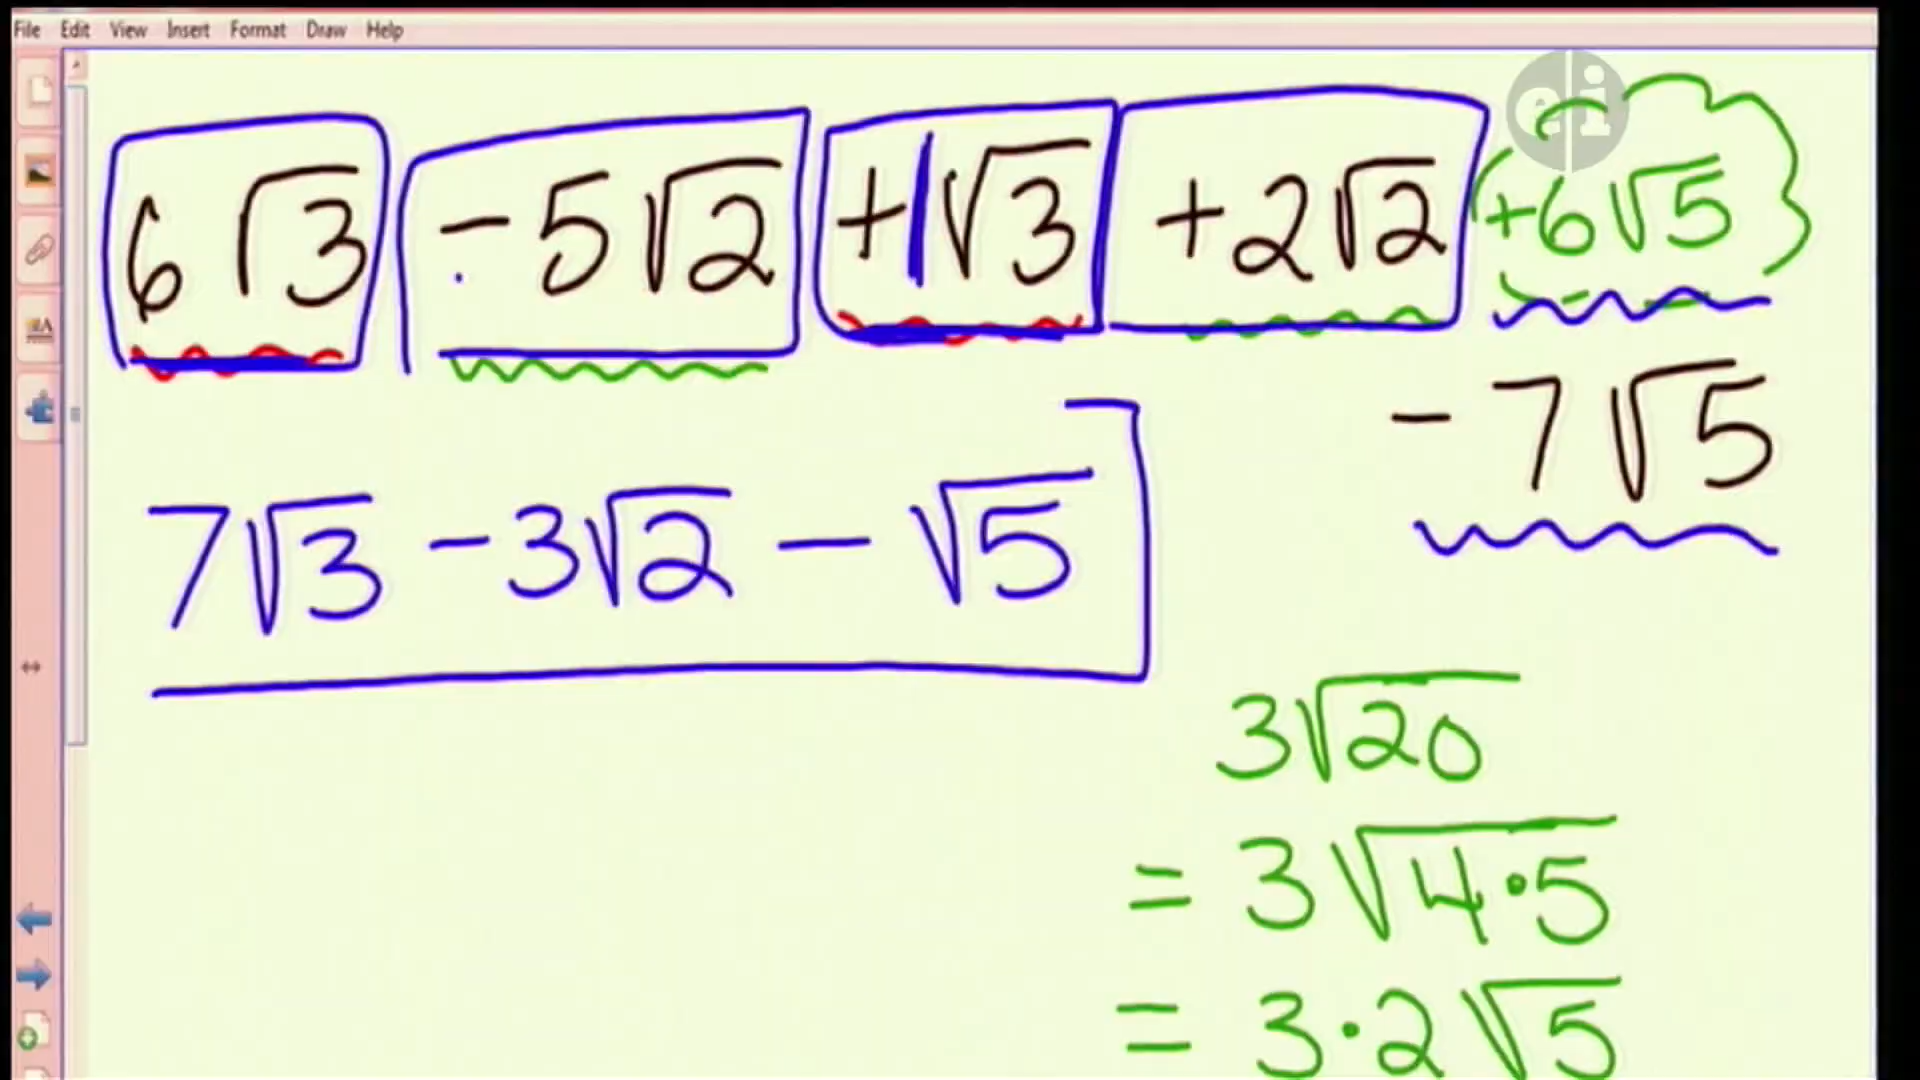 File Edit View Insert Format Draw Help
ei
6√3 -5√2 +1√3 +2√2 +6√5
-7√5
7√3 -3√2 - √5
3√20
= 3√4·5
= 3·2√5